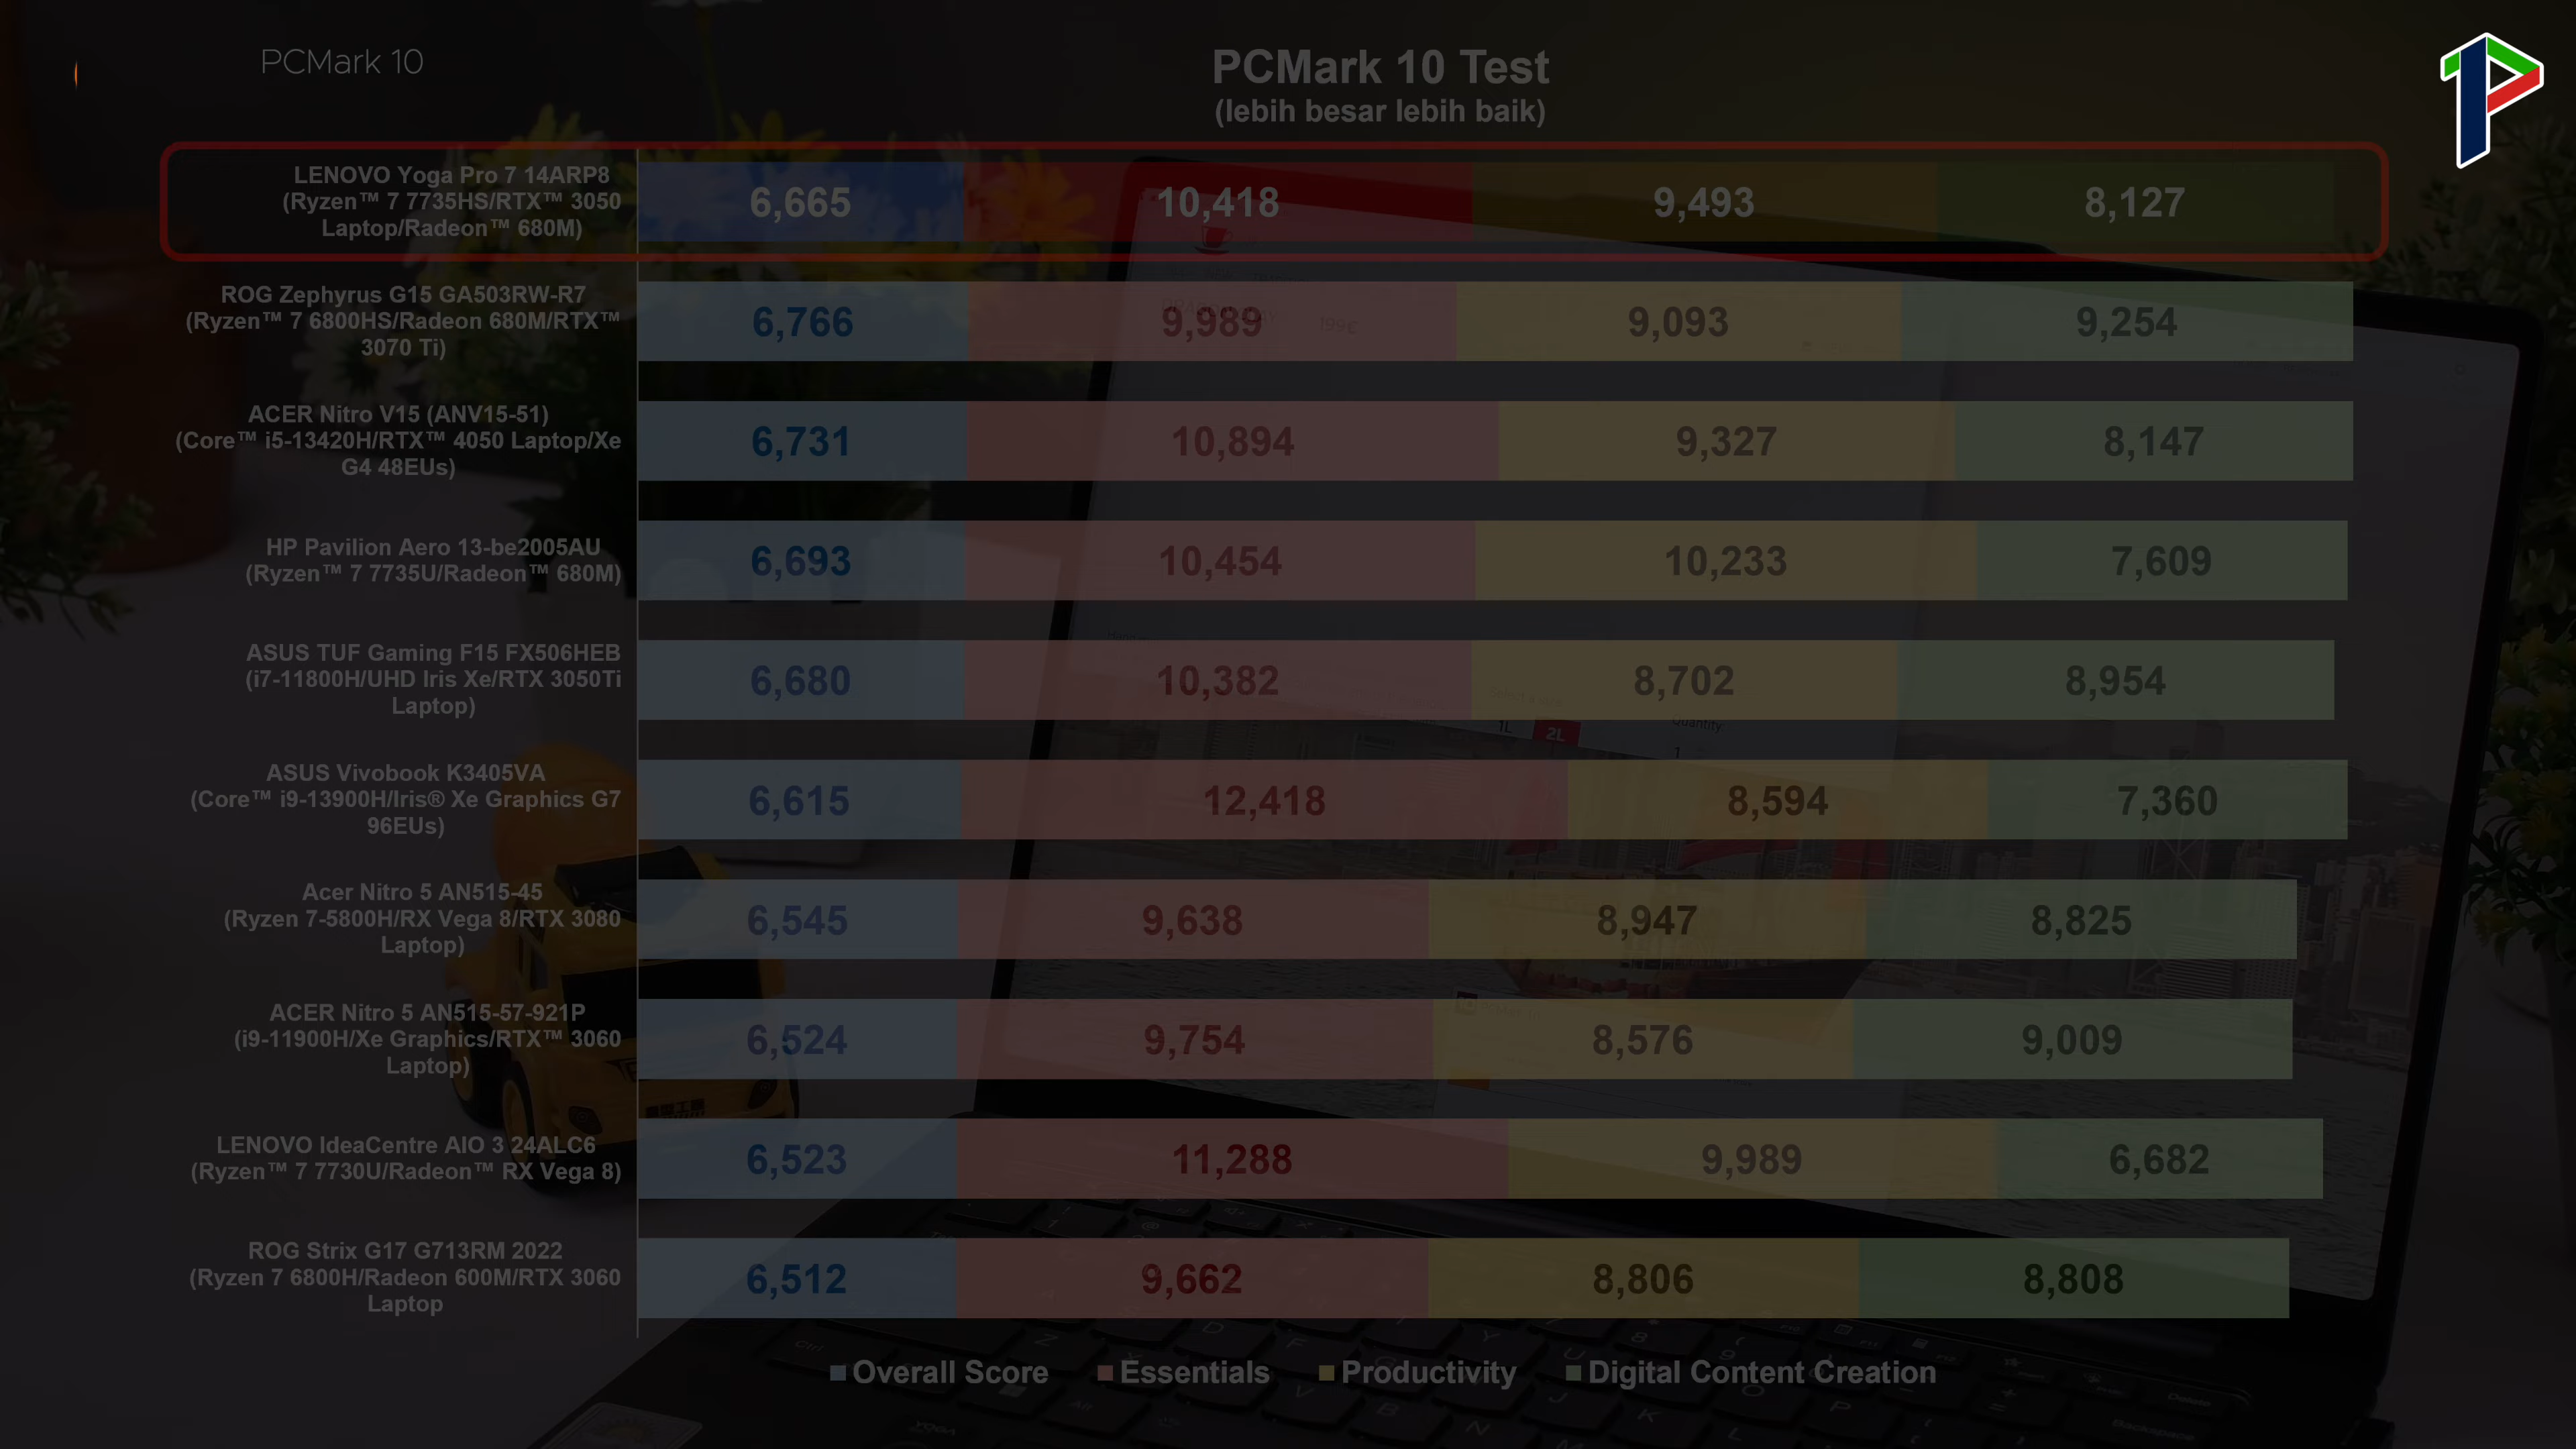 PCMark 10
PCMark 10 Test
(lebih besar lebih baik)
LENOVO Yoga Pro 7 14ARP8
(Ryzen™ 7 7735HS/RTX™ 3050
Laptop/Radeon™ 680M)
6,665 10,418 9,493 8,127
ROG Zephyrus G15 GA503RW-R7
(Ryzen™ 7 6800HS/Radeon 680M/RTX™
3070 Ti)
6,766 9,989 9,093 9,254
199€
ACER Nitro V15 (ANV15-51)
(Core™ i5-13420H/RTX™ 4050 Laptop/Xe
G4 48EUs)
6,731 10,894 9,327 8,147
HP Pavilion Aero 13-be2005AU
(Ryzen™ 7 7735U/Radeon™ 680M)
6,693 10,454 10,233 7,609
ASUS TUF Gaming F15 FX506HEB
(i7-11800H/UHD Iris Xe/RTX 3050Ti
Laptop)
6,680 10,382 8,702 8,954
1L 2L Quantity
1
ASUS Vivobook K3405VA
(Core™ i9-13900H/Iris® Xe Graphics G7
96EUs)
6,615 12,418 8,594 7,360
Acer Nitro 5 AN515-45
(Ryzen 7-5800H/RX Vega 8/RTX 3080
Laptop)
6,545 9,638 8,947 8,825
ACER Nitro 5 AN515-57-921P
(i9-11900H/Xe Graphics/RTX™ 3060
Laptop)
6,524 9,754 8,576 9,009
LENOVO IdeaCentre AIO 3 24ALC6
(Ryzen™ 7 7730U/Radeon™ RX Vega 8)
6,523 11,288 9,989 6,682
ROG Strix G17 G713RM 2022
(Ryzen 7 6800H/Radeon 600M/RTX 3060
Laptop
6,512 9,662 8,806 8,808
Overall Score Essentials Productivity Digital Content Creation
YOGA